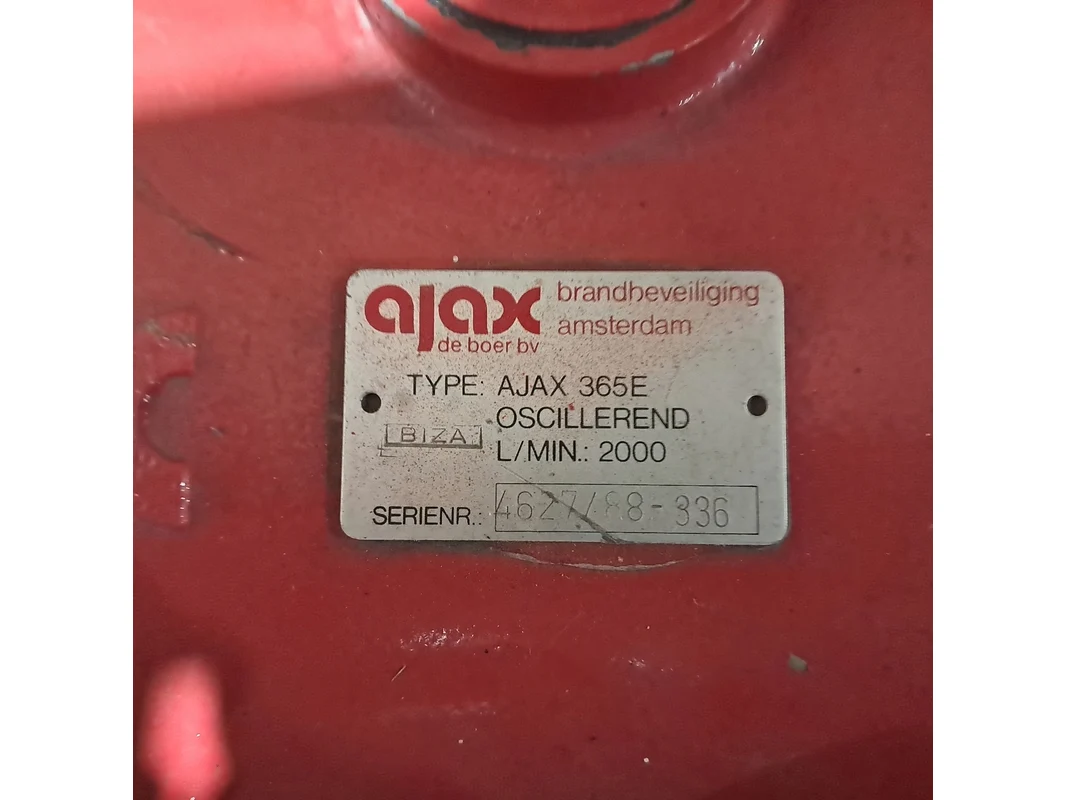 ajax brandbeveiliging
de boer bv amsterdam
TYPE: AJAX 365E
OSCILLEREND
BIZA
L/MIN.: 2000
SERIENR.: 4627/88-336